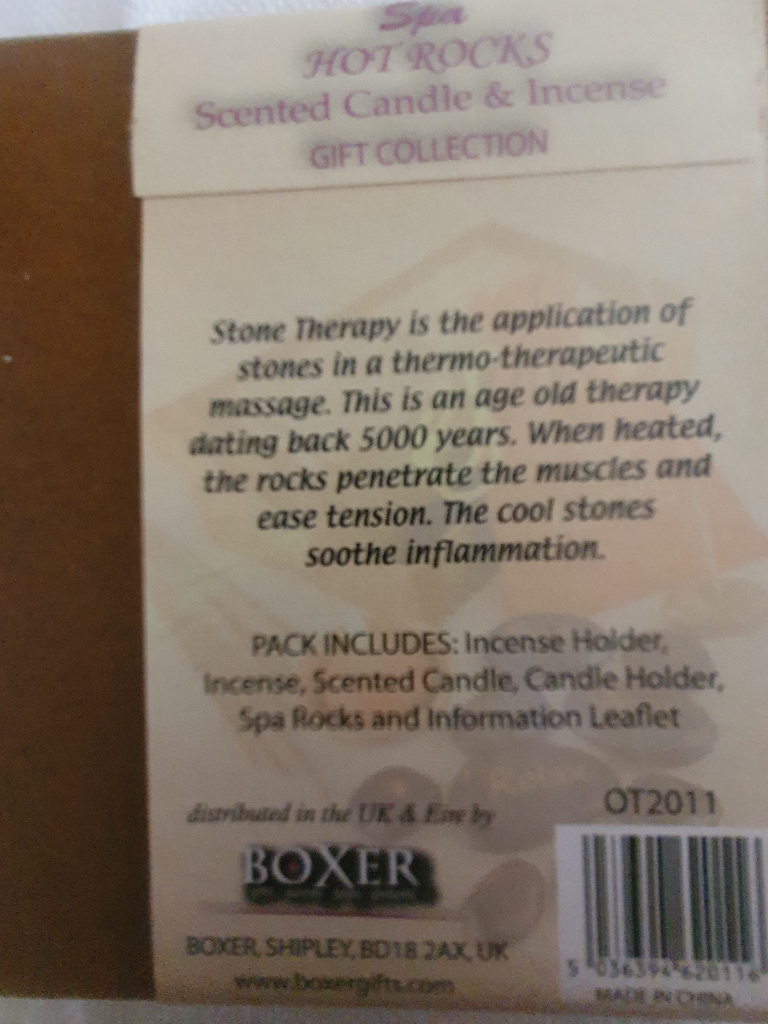 Spa
HOT ROCKS
Scented Candle & Incense
GIFT COLLECTION
Stone Therapy is the application of
stones in a thermo-therapeutic
massage. This is an age old therapy
dating back 5000 years. When heated,
the rocks penetrate the muscles and
ease tension. The cool stones
soothe inflammation.
PACK INCLUDES: Incense Holder,
Incense, Scented Candle, Candle Holder,
Spa Rocks and Information Leaflet
distributed in the UK & Eire by
OT2011
BOXER
BOXER, SHIPLEY, BD18 2AX, UK
www.boxergifts.com
5 036394 620116
MADE IN CHINA